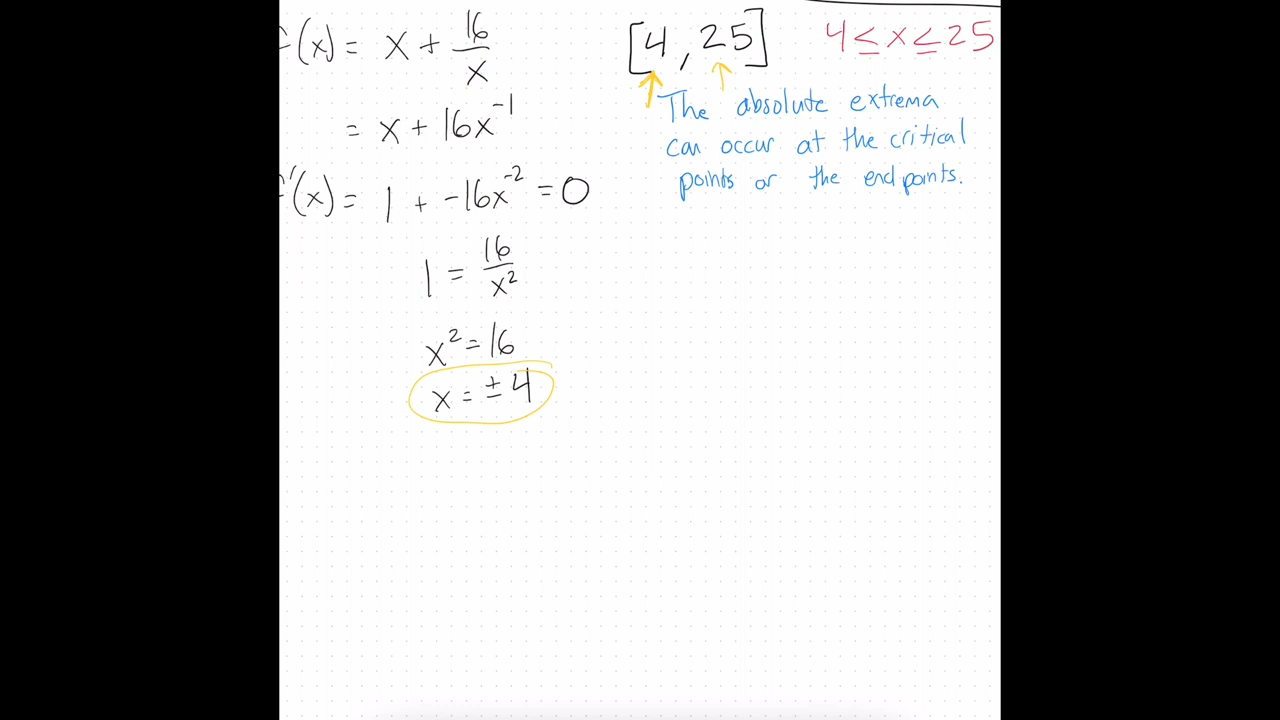 f(x) = x + 16/x
[4, 25]
4 ≤ x ≤ 25
= x + 16x⁻¹
The absolute extrema
can occur at the critical
points or the endpoints.
f'(x) = 1 + -16x⁻² = 0
1 = 16/x²
x² = 16
x = ± 4